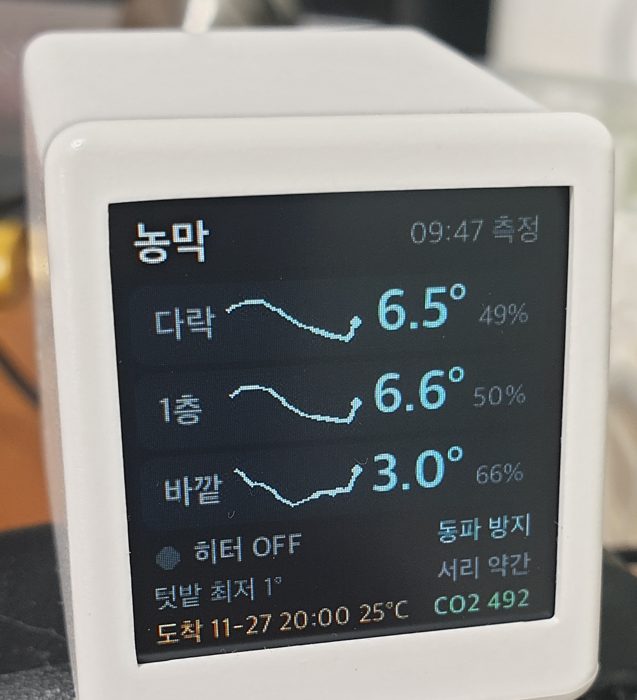 농막 09:47 측정
다락 6.5° 49%
1층 6.6° 50%
바깥 3.0° 66%
히터 OFF 동파 방지
텃밭 최저 1° 서리 약간
도착 11-27 20:00 25°C CO2 492